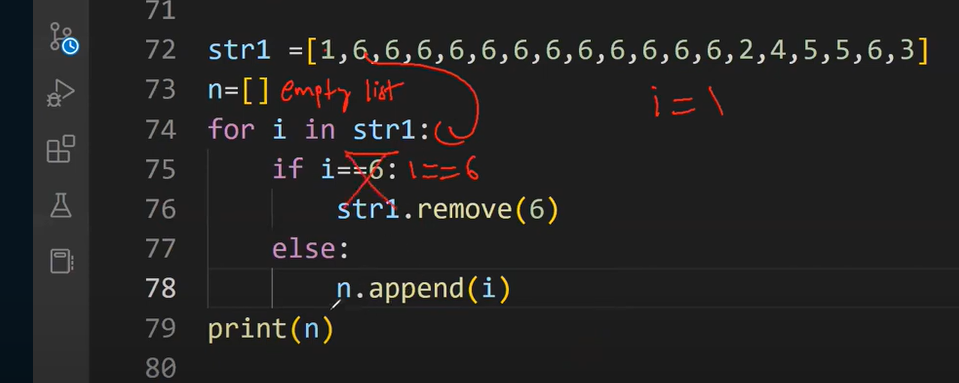 71
72 str1 =[1,6,6,6,6,6,6,6,6,6,6,6,6,2,4,5,5,6,3]
73 n=[] empty list
i = 1
74 for i in str1:
75 if i==6: 1==6
76 str1.remove(6)
77 else:
78 n.append(i)
79 print(n)
80